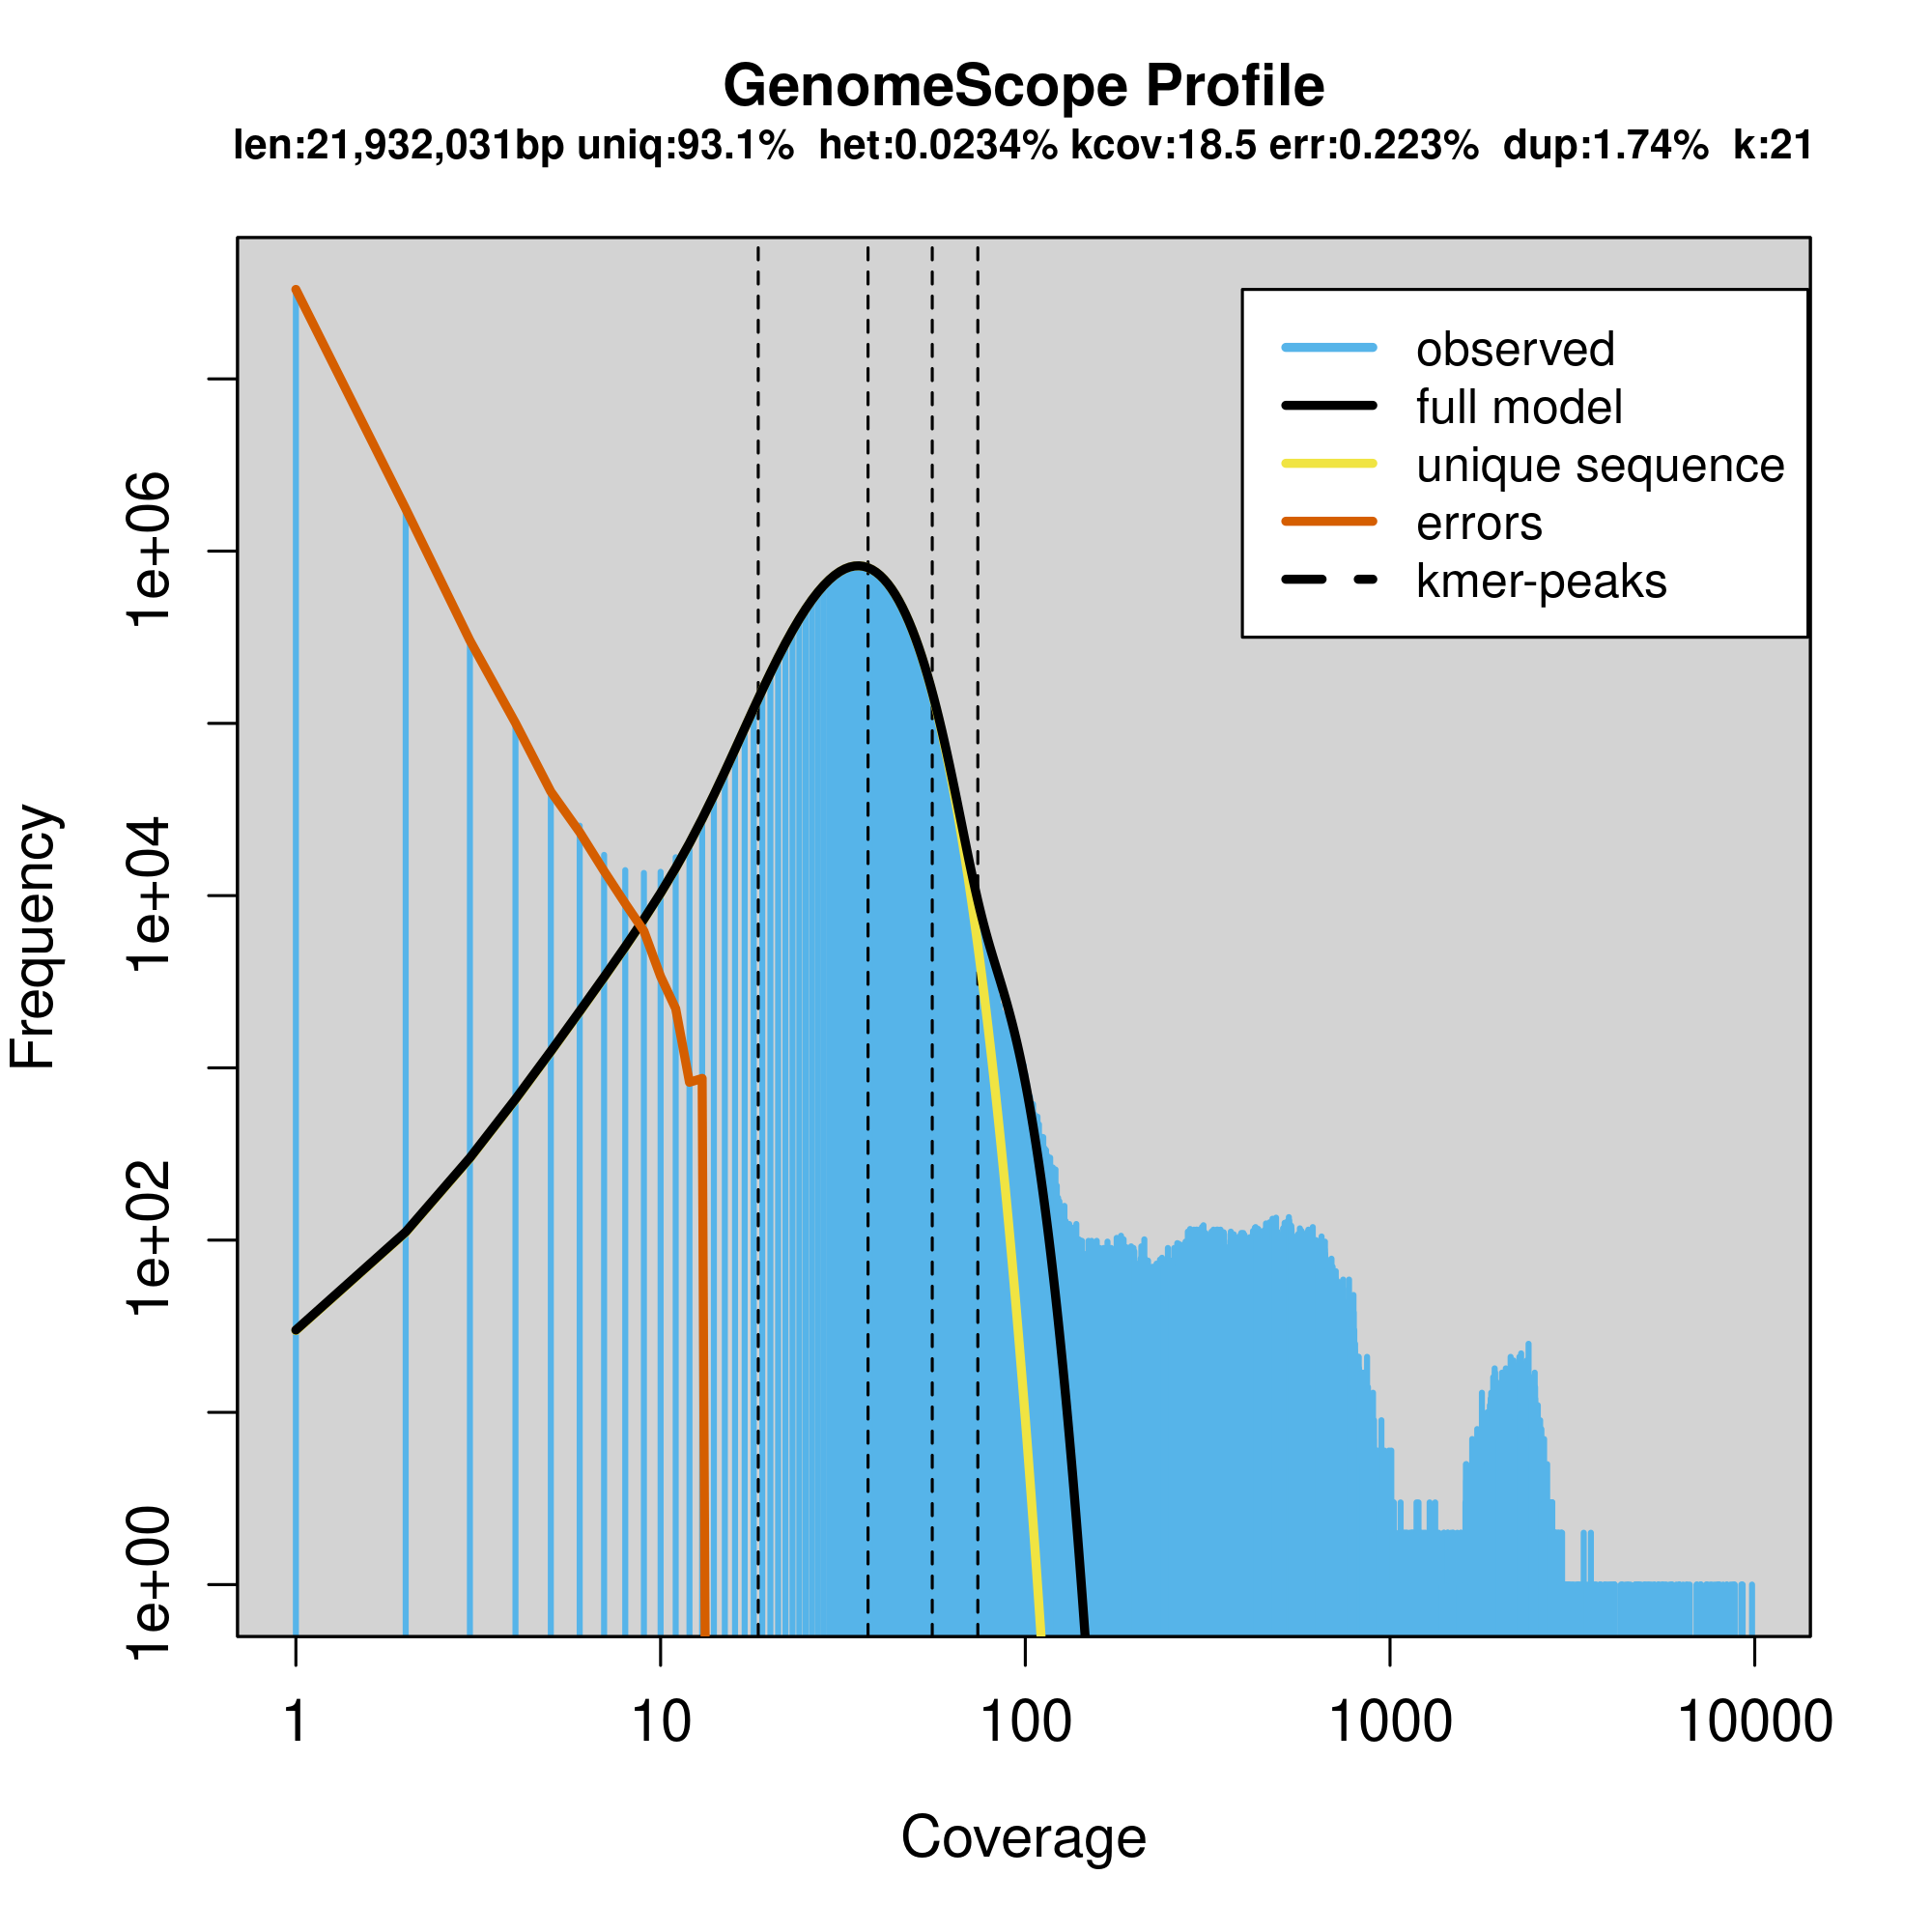 GenomeScope Profile
len:21,932,031bp uniq:93.1% het:0.0234% kcov:18.5 err:0.223% dup:1.74% k:21
observed
full model
unique sequence
errors
kmer-peaks
Frequency
1e+06
1e+04
1e+02
1e+00
1 10 100 1000 10000
Coverage